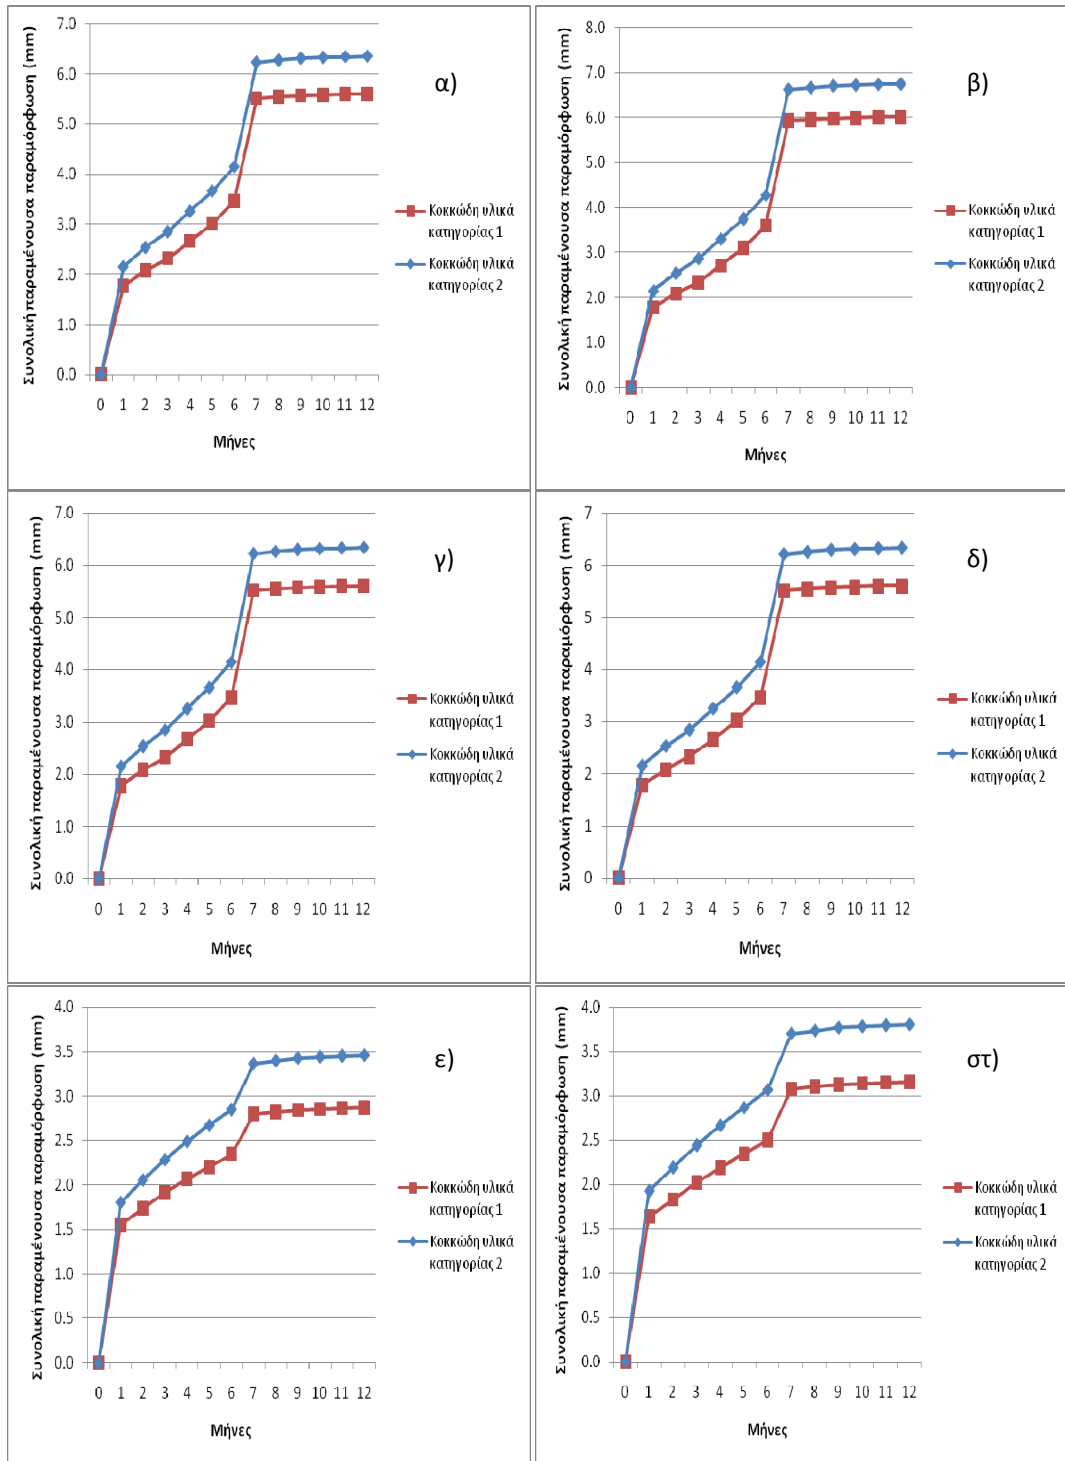 Συνολική παραμένουσα παραμόρφωση (mm)
7.0
6.0
5.0
4.0
3.0
2.0
1.0
0.0
0 1 2 3 4 5 6 7 8 9 10 11 12
Μήνες
α)
Κοκκώδη υλικά
κατηγορίας 1
Κοκκώδη υλικά
κατηγορίας 2
Συνολική παραμένουσα παραμόρφωση (mm)
8.0
7.0
6.0
5.0
4.0
3.0
2.0
1.0
0.0
0 1 2 3 4 5 6 7 8 9 10 11 12
Μήνες
β)
Κοκκώδη υλικά
κατηγορίας 1
Κοκκώδη υλικά
κατηγορίας 2
Συνολική παραμένουσα παραμόρφωση (mm)
7.0
6.0
5.0
4.0
3.0
2.0
1.0
0.0
0 1 2 3 4 5 6 7 8 9 10 11 12
Μήνες
γ)
Κοκκώδη υλικά
κατηγορίας 1
Κοκκώδη υλικά
κατηγορίας 2
Συνολική παραμένουσα παραμόρφωση (mm)
7
6
5
4
3
2
1
0
0 1 2 3 4 5 6 7 8 9 10 11 12
Μήνες
δ)
Κοκκώδη υλικά
κατηγορίας 1
Κοκκώδη υλικά
κατηγορίας 2
Συνολική παραμένουσα παραμόρφωση (mm)
4.0
3.5
3.0
2.5
2.0
1.5
1.0
0.5
0.0
0 1 2 3 4 5 6 7 8 9 10 11 12
Μήνες
ε)
Κοκκώδη υλικά
κατηγορίας 1
Κοκκώδη υλικά
κατηγορίας 2
Συνολική παραμένουσα παραμόρφωση (mm)
4.0
3.5
3.0
2.5
2.0
1.5
1.0
0.5
0.0
0 1 2 3 4 5 6 7 8 9 10 11 12
Μήνες
στ)
Κοκκώδη υλικά
κατηγορίας 1
Κοκκώδη υλικά
κατηγορίας 2